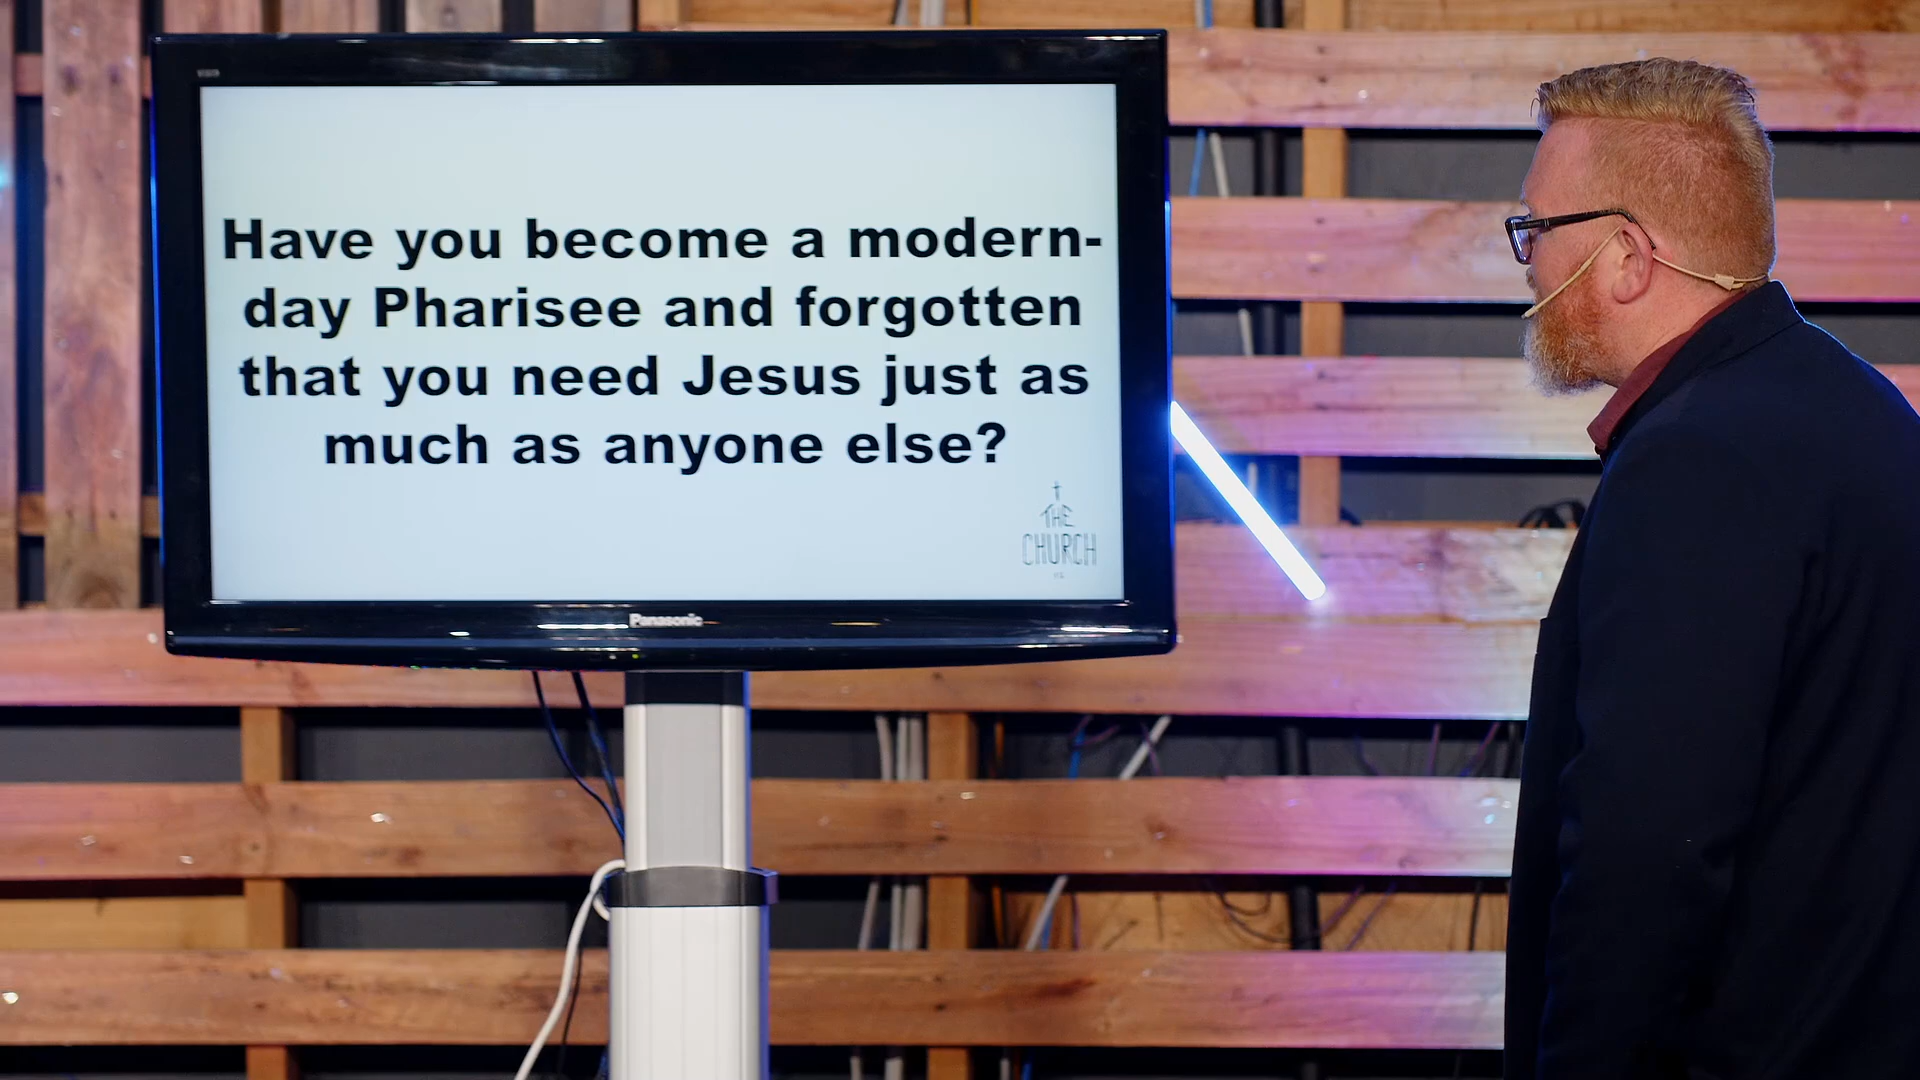 Have you become a modern-
day Pharisee and forgotten
that you need Jesus just as
much as anyone else?
THE
CHURCH
Panasonic